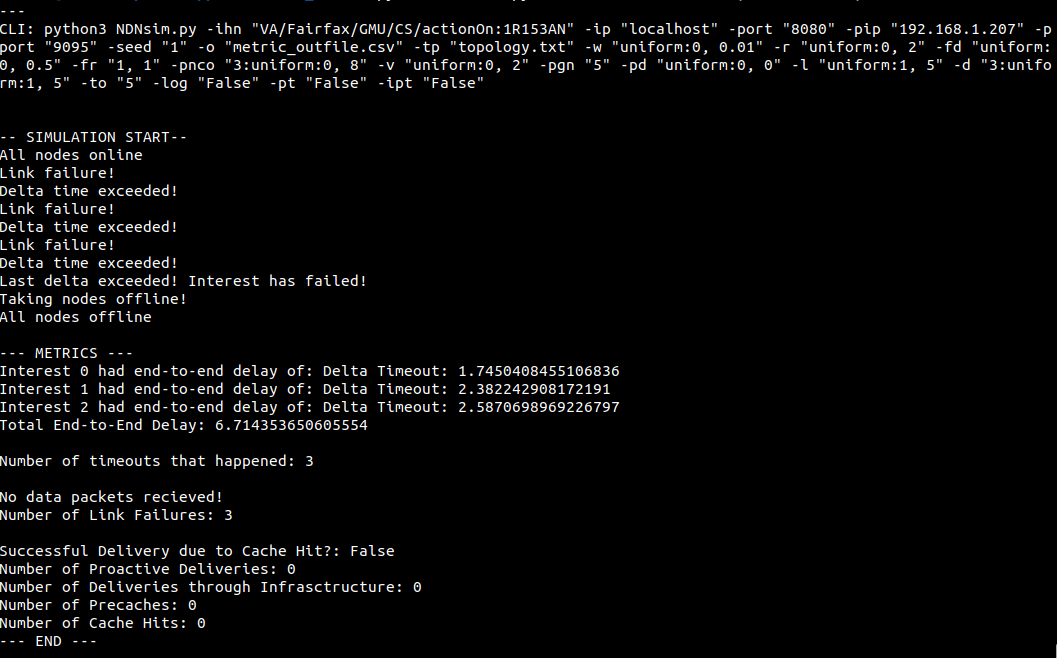 ---
CLI: python3 NDNsim.py -ihn "VA/Fairfax/GMU/CS/actionOn:1R153AN" -ip "localhost" -port "8080" -pip "192.168.1.207" -p
port "9095" -seed "1" -o "metric_outfile.csv" -tp "topology.txt" -w "uniform:0, 0.01" -r "uniform:0, 2" -fd "uniform:
0, 0.5" -fr "1, 1" -pnco "3:uniform:0, 8" -v "uniform:0, 2" -pgn "5" -pd "uniform:0, 0" -l "uniform:1, 5" -d "3:unifo
rm:1, 5" -to "5" -log "False" -pt "False" -ipt "False"
-- SIMULATION START--
All nodes online
Link failure!
Delta time exceeded!
Link failure!
Delta time exceeded!
Link failure!
Delta time exceeded!
Last delta exceeded! Interest has failed!
Taking nodes offline!
All nodes offline
--- METRICS ---
Interest 0 had end-to-end delay of: Delta Timeout: 1.7450408455106836
Interest 1 had end-to-end delay of: Delta Timeout: 2.382242908172191
Interest 2 had end-to-end delay of: Delta Timeout: 2.5870698969226797
Total End-to-End Delay: 6.714353650605554
Number of timeouts that happened: 3
No data packets recieved!
Number of Link Failures: 3
Successful Delivery due to Cache Hit?: False
Number of Proactive Deliveries: 0
Number of Deliveries through Infrasctructure: 0
Number of Precaches: 0
Number of Cache Hits: 0
--- END ---